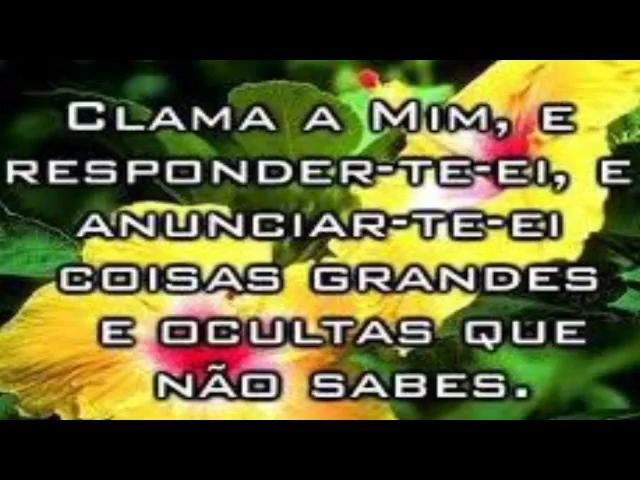 Clama a Mim, e
responder-te-ei, e
anunciar-te-ei
coisas grandes
e ocultas que
não sabes.